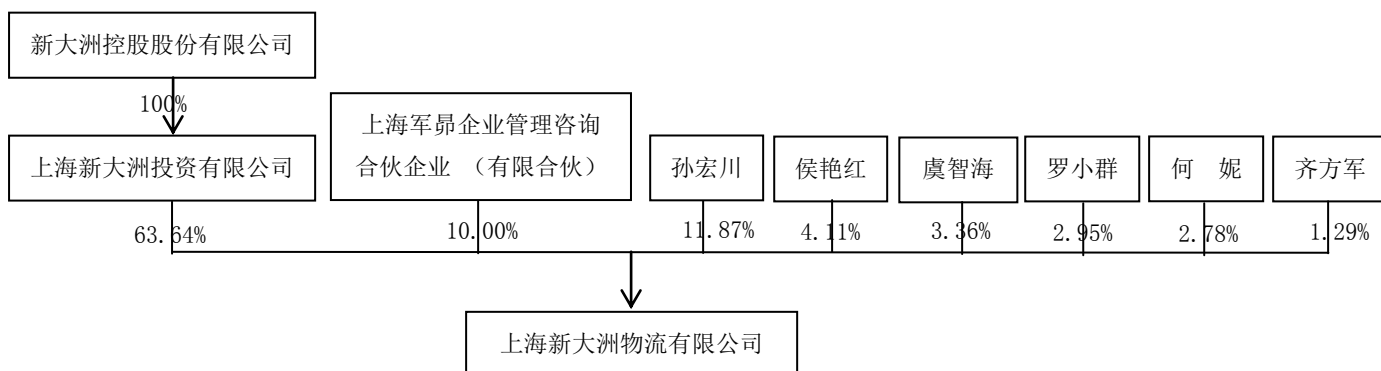 新大洲控股股份有限公司
100%
上海新大洲投资有限公司
上海军昴企业管理咨询
合伙企业 （有限合伙）
孙宏川
侯艳红
虞智海
罗小群
何 妮
齐方军
63.64%
10.00%
11.87%
4.11%
3.36%
2.95%
2.78%
1.29%
上海新大洲物流有限公司